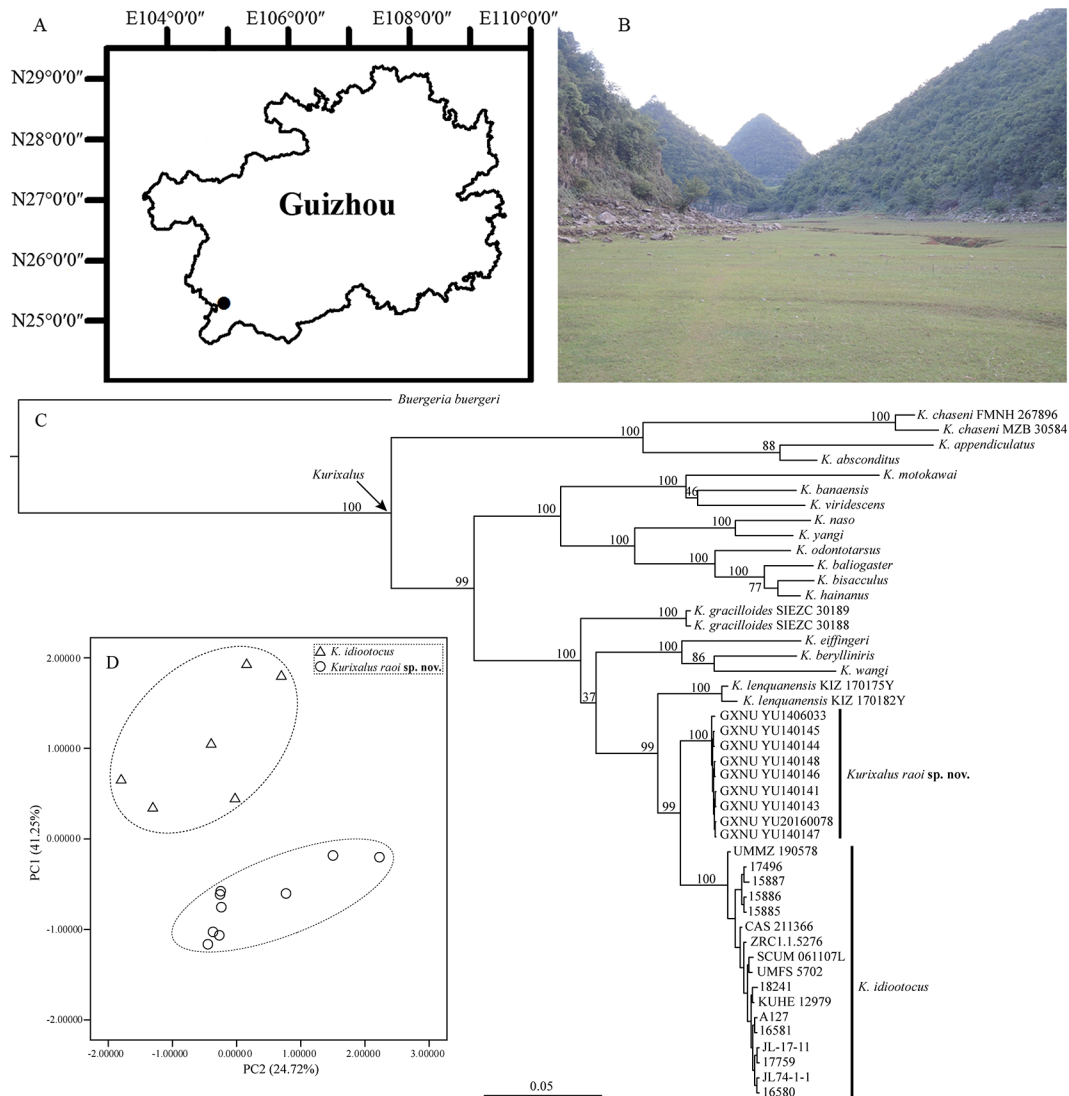 A
E104°0′0″ E106°0′0″ E108°0′0″ E110°0′0″
N29°0′0″
N28°0′0″
N27°0′0″
N26°0′0″
N25°0′0″
Guizhou
B
C
Buergeria buergeri
Kurixalus
100
100
100
K. chaseni FMNH 267896
K. chaseni MZB 30584
88
K. appendiculatus
K. absconditus
99
100
100
K. motokawai
46
K. banaensis
K. viridescens
100
100
K. naso
K. yangi
100
K. odontotarsus
100
K. baliogaster
77
K. bisacculus
K. hainanus
100
100
K. gracilloides SIEZC 30189
K. gracilloides SIEZC 30188
37
100
K. eiffingeri
86
K. berylliniris
K. wangi
99
100
K. lenquanensis KIZ 170175Y
K. lenquanensis KIZ 170182Y
99
100
GXNU YU1406033
GXNU YU140145
GXNU YU140144
GXNU YU140148
GXNU YU140146
GXNU YU140141
GXNU YU140143
GXNU YU20160078
GXNU YU140147
Kurixalus raoi sp. nov.
100
UMMZ 190578
17496
15887
15886
15885
CAS 211366
ZRC1.1.5276
SCUM 061107L
UMFS 5702
18241
KUHE 12979
A127
16581
JL-17-11
17759
JL74-1-1
16580
K. idiootocus
0.05
D
K. idiootocus
Kurixalus raoi sp. nov.
2.00000
1.00000
0.00000
-1.00000
-2.00000
PC1 (41.25%)
-2.00000 -1.00000 0.00000 1.00000 2.00000 3.00000
PC2 (24.72%)